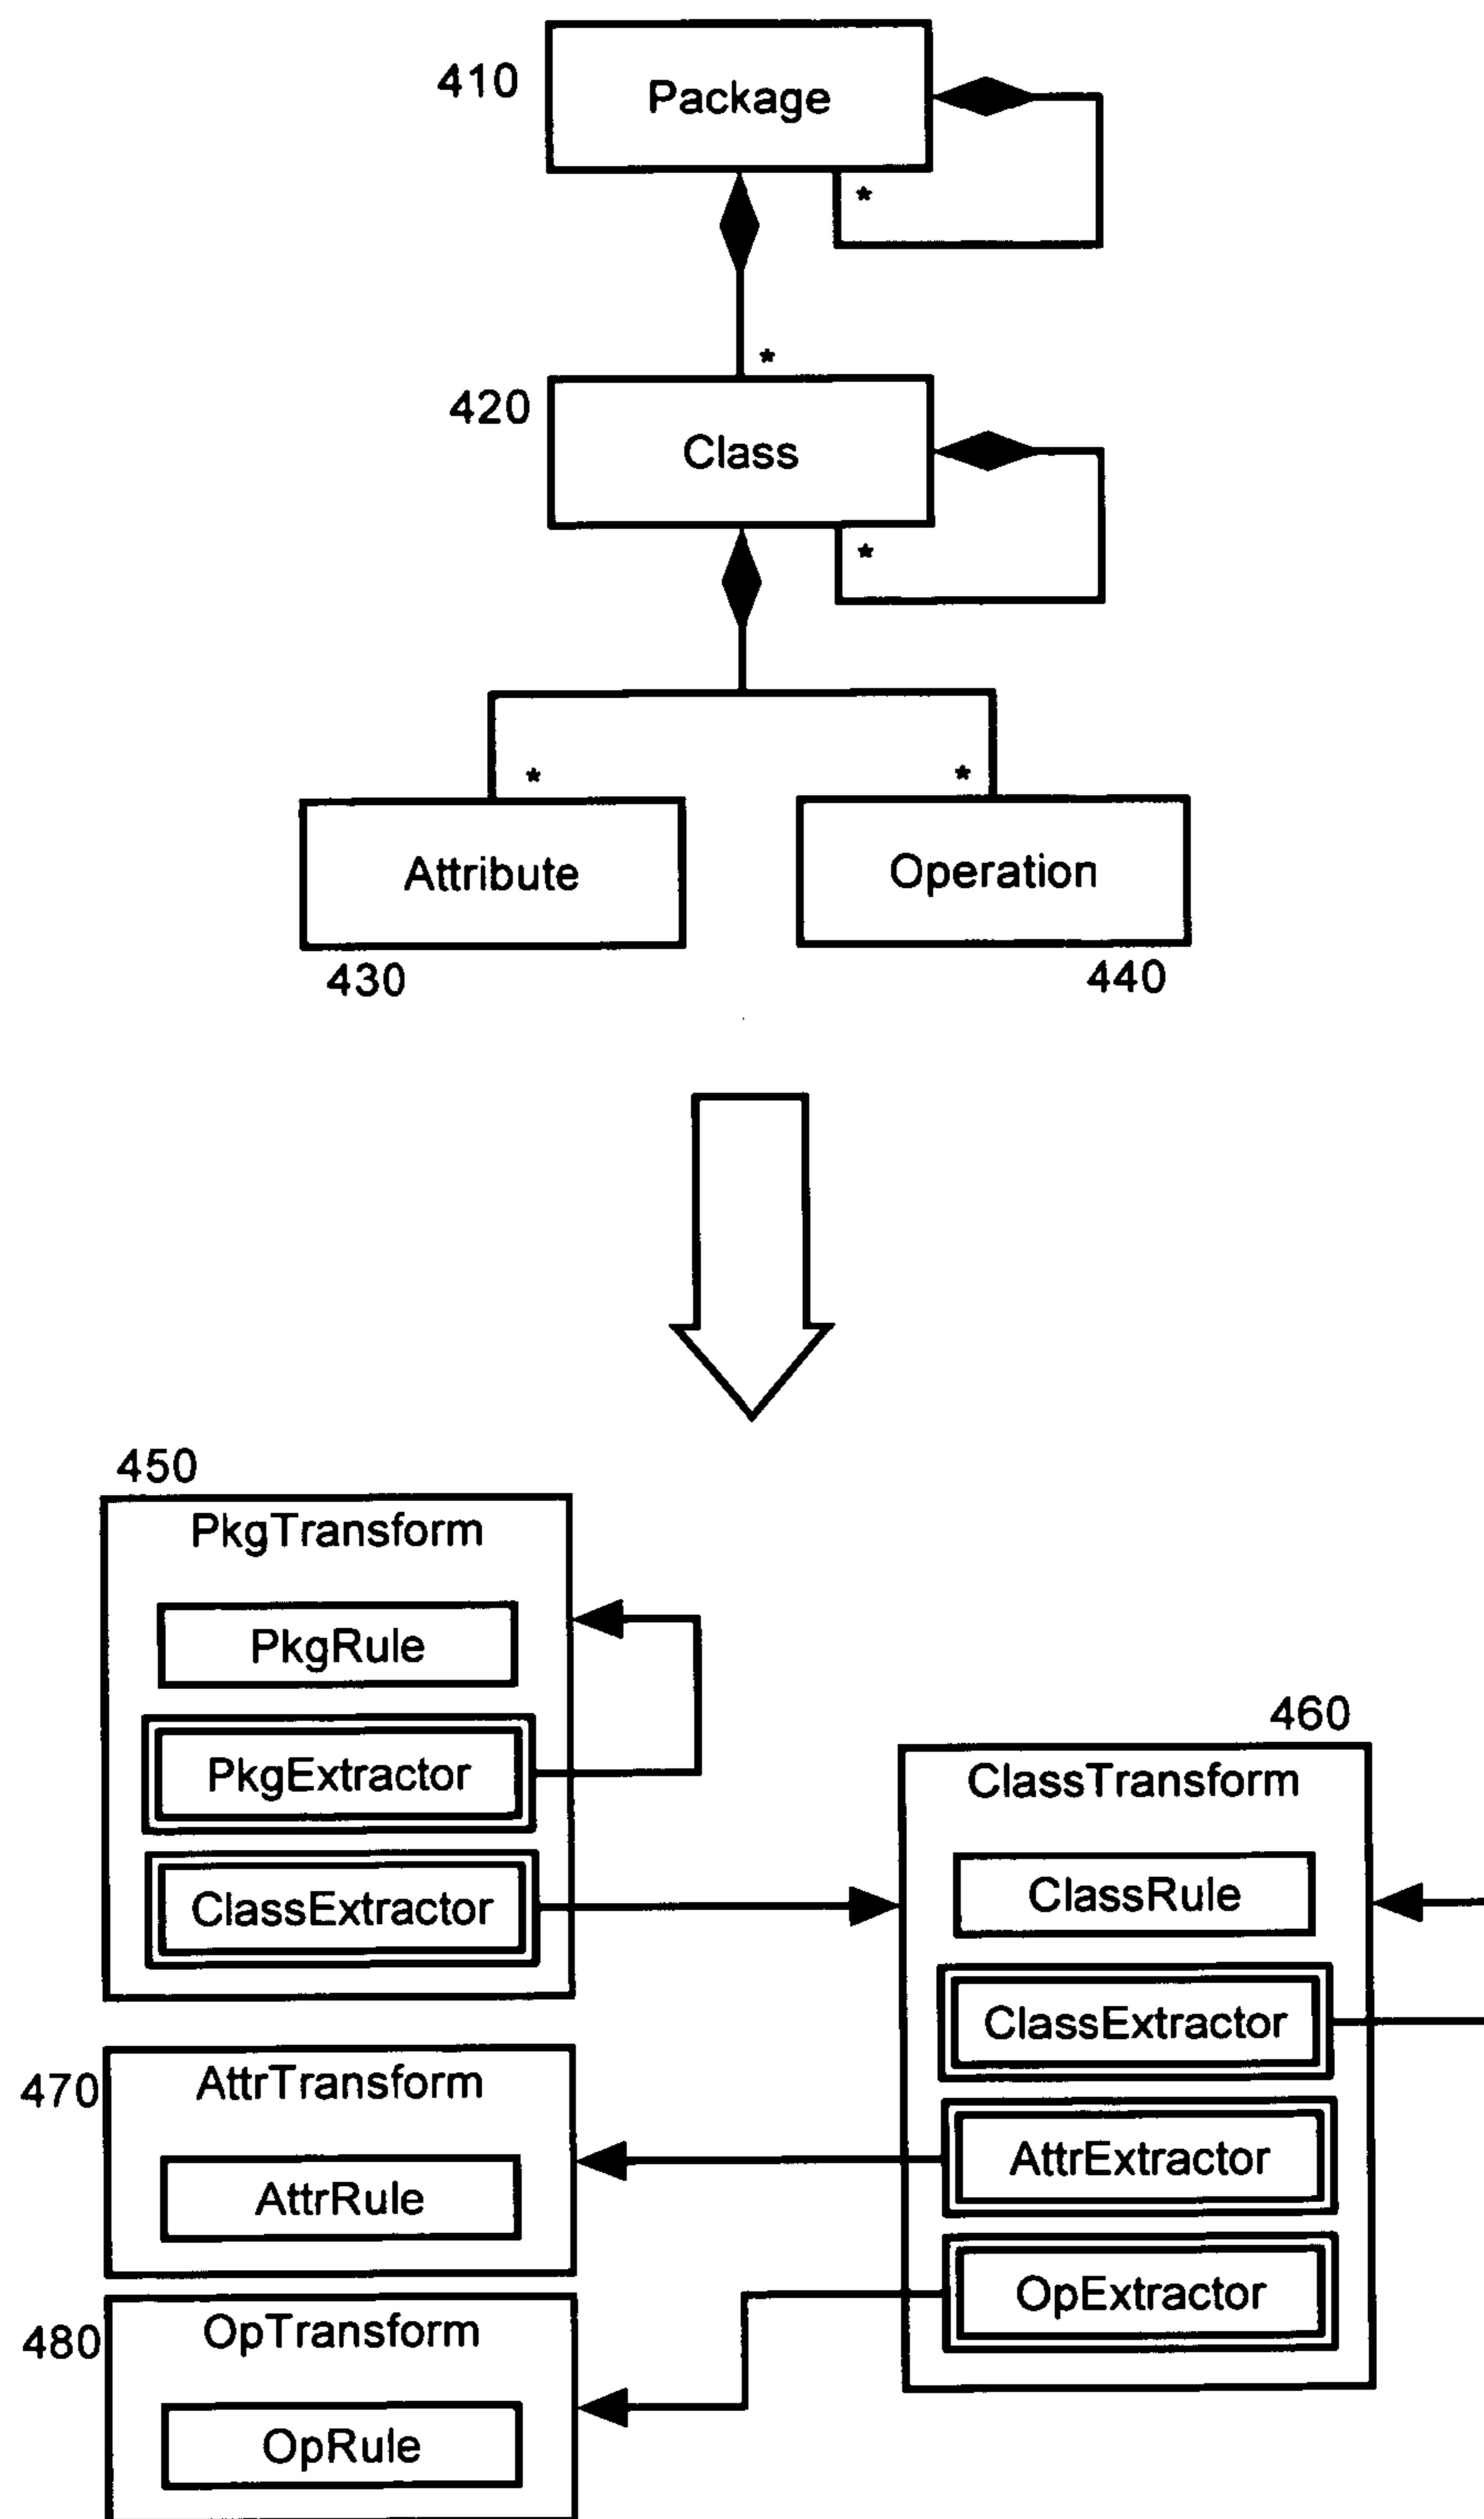 410
Package
*
*
420
Class
*
*
*
Attribute
Operation
430
440
450
PkgTransform
PkgRule
PkgExtractor
ClassExtractor
460
ClassTransform
ClassRule
ClassExtractor
AttrExtractor
OpExtractor
470
AttrTransform
AttrRule
480
OpTransform
OpRule